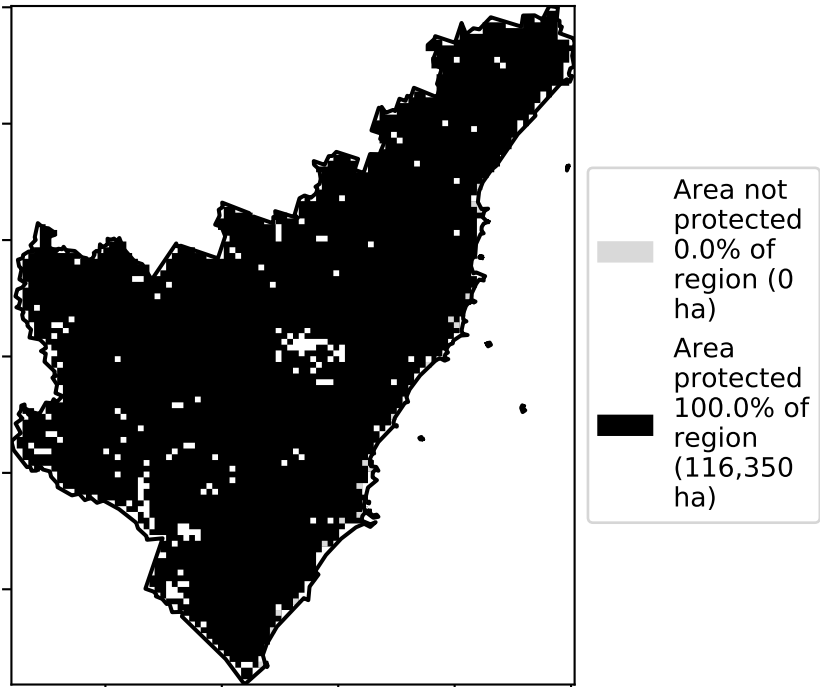 Area not
protected
0.0% of
region (0
ha)
Area
protected
100.0% of
region
(116,350
ha)